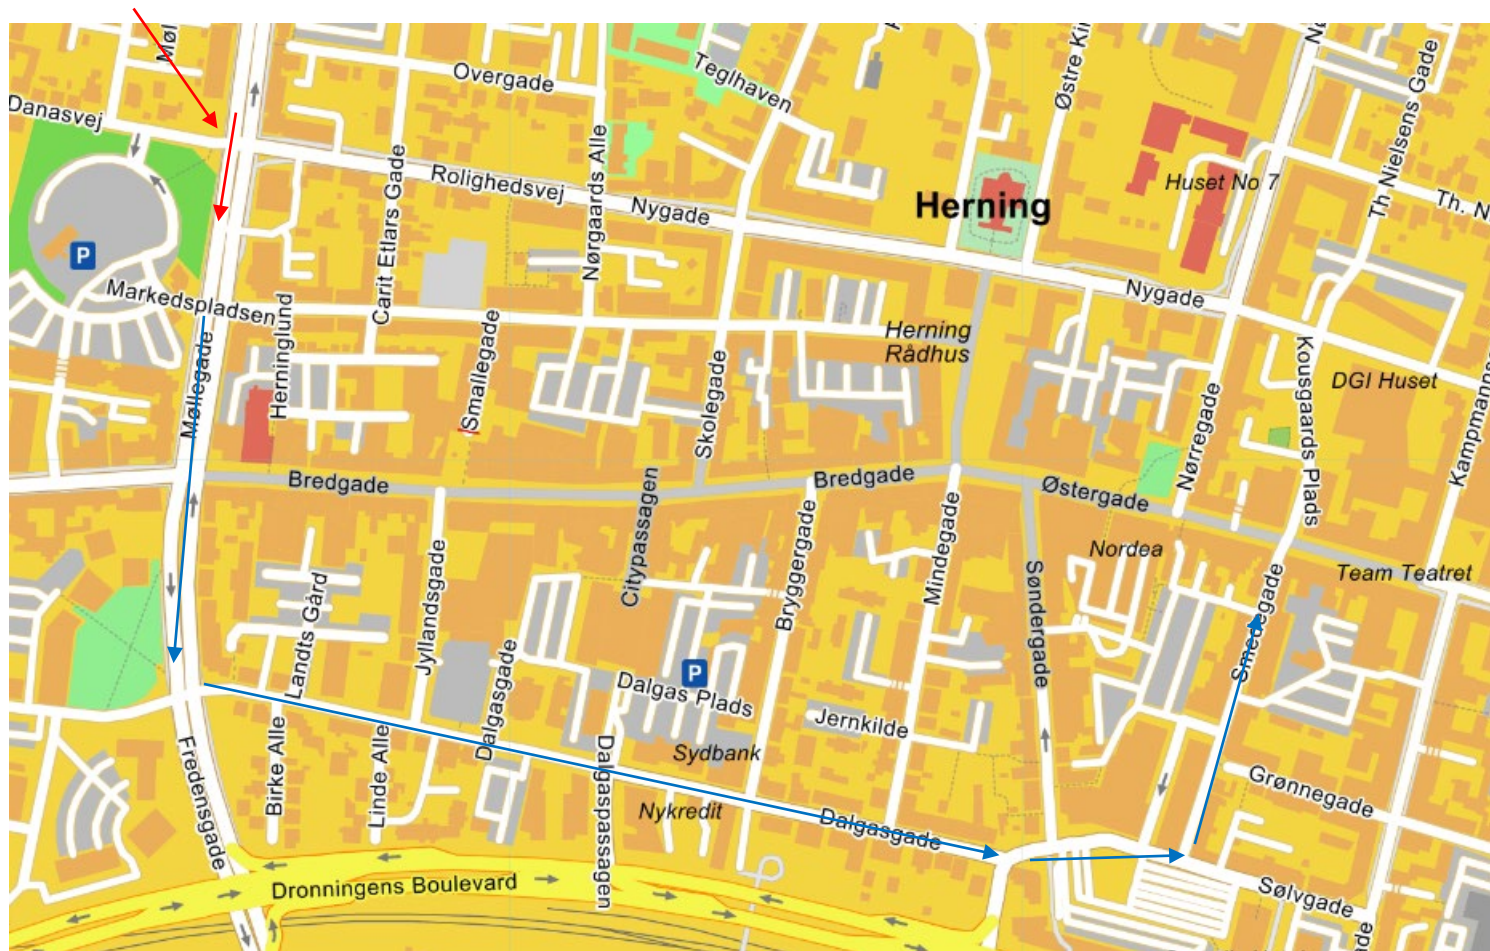 Møl
Østre Ki
Overgade
Teglhaven
Th Nielsens Gade
Danasvej
Nørgaards Alle
Carit Etlars Gade
Rolighedsvej
Huset No 7
Th. N
Nygade
Herning
P
Markedspladsen
Nygade
Herninglund
Smallegade
Herning
Rådhus
Møllegade
Skolegade
Kousgaards Plads
DGI Huset
Nørregade
Kampmanns
Bredgade
Bredgade
Østergade
Citypassagen
Bryggergade
Mindegade
Nordea
Team Teatret
Landts Gård
Jyllandsgade
Søndergade
Smedegade
Dalgasgade
P
Dalgas Plads
Jernkilde
Sydbank
Fredensgade
Birke Alle
Linde Alle
Dalgaspassagen
Nykredit
Dalgasgade
Grønnegade
Dronningens Boulevard
Sølvgade
de